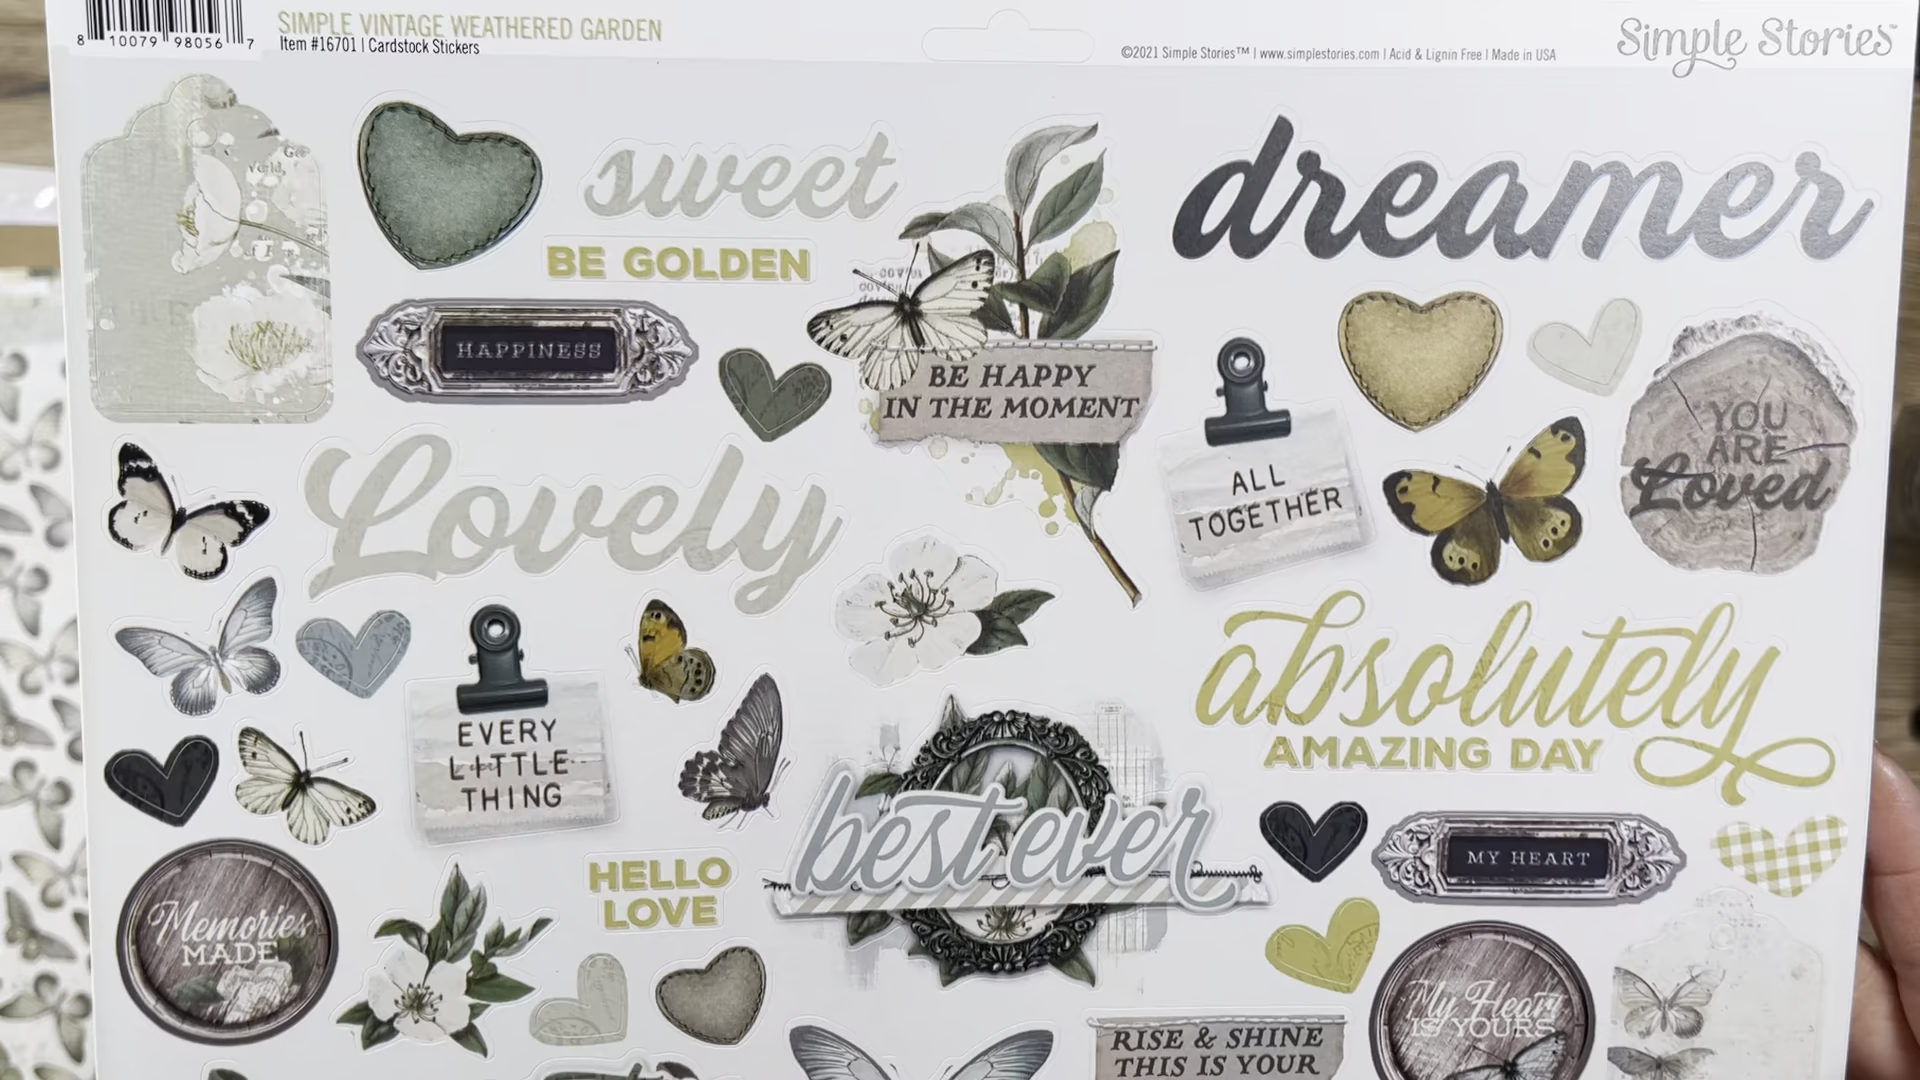 8 10079 98056 7
SIMPLE VINTAGE WEATHERED GARDEN
Item #16701 | Cardstock Stickers
©2021 Simple Stories™ | www.simplestories.com | Acid & Lignin Free | Made in USA
Simple Stories™
sweet
BE GOLDEN
dreamer
HAPPINESS
BE HAPPY
IN THE MOMENT
ALL
TOGETHER
YOU
ARE
Loved
Lovely
EVERY
LITTLE
THING
absolutely
AMAZING DAY
best ever
MY HEART
Memories
MADE
HELLO
LOVE
My Heart
IS YOURS
RISE & SHINE
THIS IS YOUR